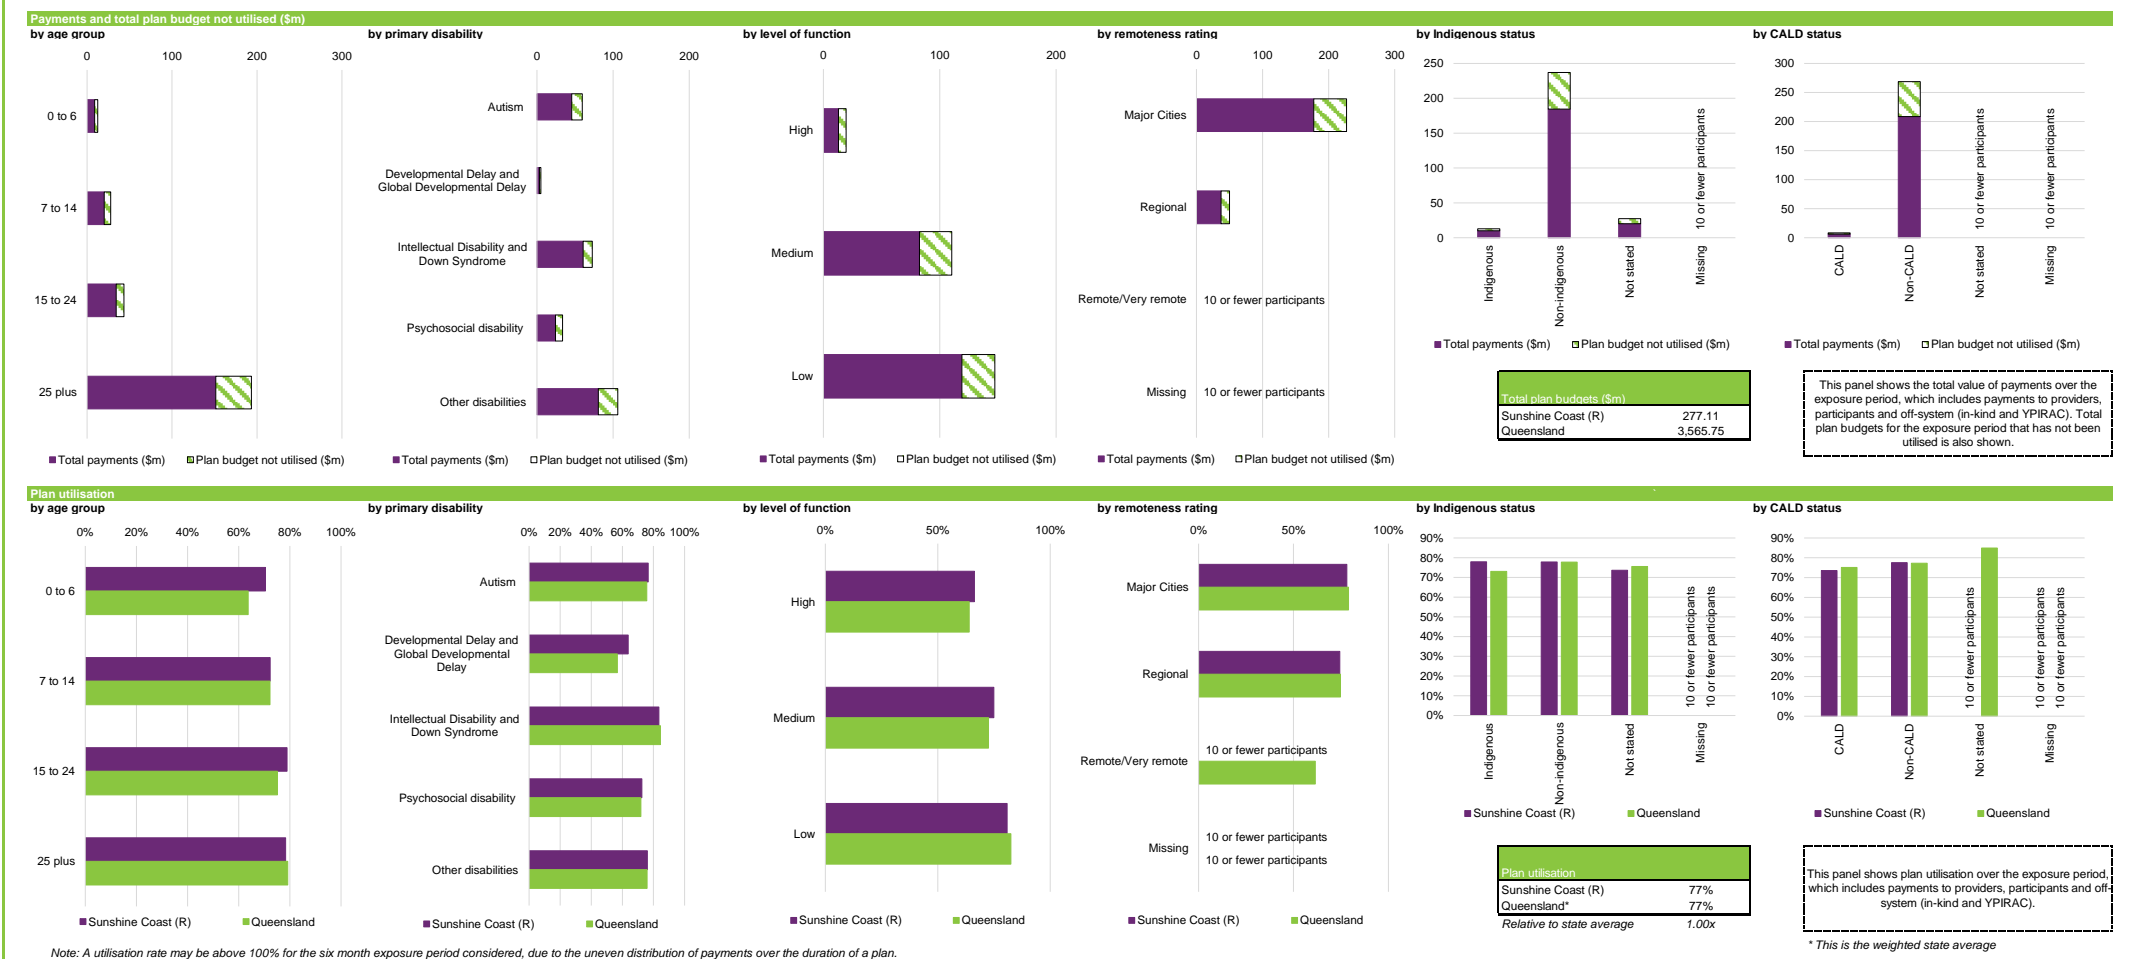 Payments and total plan budget not utilised ($m)
by age group
0 100 200 300
0 to 6
7 to 14
15 to 24
25 plus
Total payments ($m) Plan budget not utilised ($m)
by primary disability
0 100 200
Autism
Developmental Delay and
Global Developmental Delay
Intellectual Disability and
Down Syndrome
Psychosocial disability
Other disabilities
Total payments ($m) Plan budget not utilised ($m)
by level of function
0 100 200
High
Medium
Low
Total payments ($m) Plan budget not utilised ($m)
by remoteness rating
0 100 200 300
Major Cities
Regional
Remote/Very remote 10 or fewer participants
Missing 10 or fewer participants
Total payments ($m) Plan budget not utilised ($m)
by Indigenous status
250
200
150
100
50
0
10 or fewer participants
Indigenous
Non-indigenous
Not stated
Missing
Total payments ($m) Plan budget not utilised ($m)
Total plan budgets ($m)
Sunshine Coast (R) 277.11
Queensland 3,565.75
by CALD status
300
250
200
150
100
50
0
10 or fewer participants
10 or fewer participants
CALD
Non-CALD
Not stated
Missing
Total payments ($m) Plan budget not utilised ($m)
This panel shows the total value of payments over the
exposure period, which includes payments to providers,
participants and off-system (in-kind and YPIRAC). Total
plan budgets for the exposure period that has not been
utilised is also shown.
Plan utilisation
by age group
0% 20% 40% 60% 80% 100%
0 to 6
7 to 14
15 to 24
25 plus
Sunshine Coast (R) Queensland
by primary disability
0% 20% 40% 60% 80% 100%
Autism
Developmental Delay and
Global Developmental
Delay
Intellectual Disability and
Down Syndrome
Psychosocial disability
Other disabilities
Sunshine Coast (R) Queensland
by level of function
0% 50% 100%
High
Medium
Low
Sunshine Coast (R) Queensland
by remoteness rating
0% 50% 100%
Major Cities
Regional
10 or fewer participants
Remote/Very remote
10 or fewer participants
Missing
10 or fewer participants
Sunshine Coast (R) Queensland
by Indigenous status
90%
80%
70%
60%
50%
40%
30%
20%
10%
0%
10 or fewer participants
10 or fewer participants
Indigenous
Non-indigenous
Not stated
Missing
Sunshine Coast (R) Queensland
Plan utilisation
Sunshine Coast (R) 77%
Queensland* 77%
Relative to state average 1.00x
by CALD status
90%
80%
70%
60%
50%
40%
30%
20%
10%
0%
10 or fewer participants
10 or fewer participants
10 or fewer participants
CALD
Non-CALD
Not stated
Missing
Sunshine Coast (R) Queensland
This panel shows plan utilisation over the exposure period,
which includes payments to providers, participants and off-
system (in-kind and YPIRAC).
* This is the weighted state average
Note: A utilisation rate may be above 100% for the six month exposure period considered, due to the uneven distribution of payments over the duration of a plan.